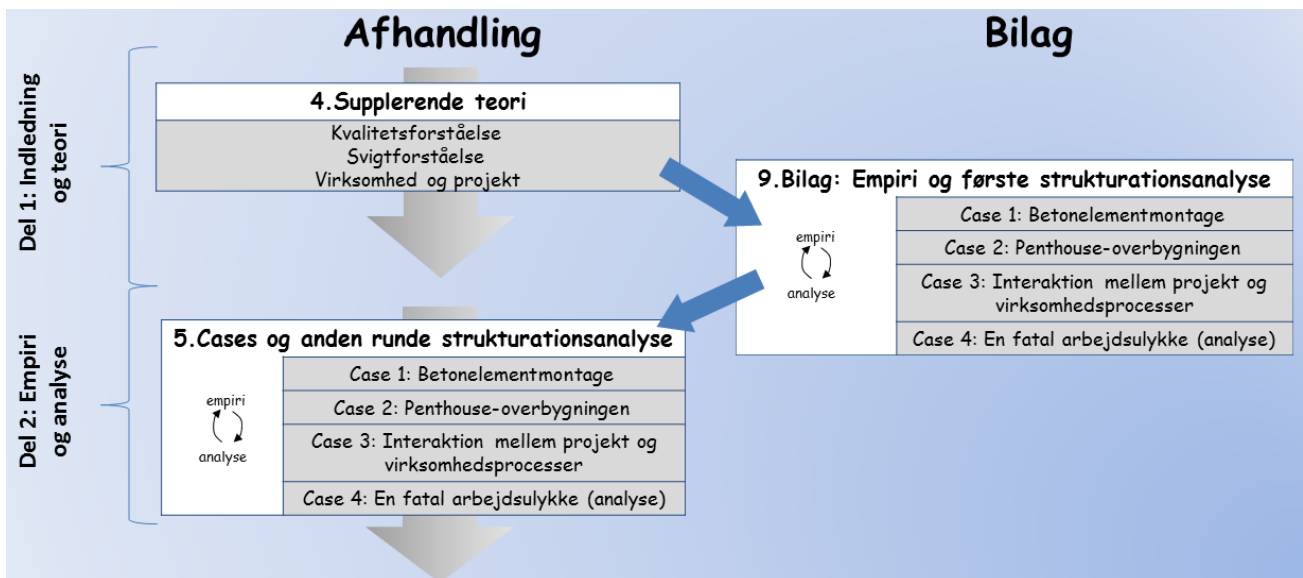 Afhandling
Bilag
Del 1: Indledning
og teori
4.Supplerende teori
Kvalitetsforståelse
Svigtforståelse
Virksomhed og projekt
9.Bilag: Empiri og første strukturationsanalyse
empiri
analyse
Case 1: Betonelementmontage
Case 2: Penthouse-overbygningen
Case 3: Interaktion mellem projekt og
virksomhedsprocesser
Case 4: En fatal arbejdsulykke (analyse)
Del 2: Empiri
og analyse
5.Cases og anden runde strukturationsanalyse
empiri
analyse
Case 1: Betonelementmontage
Case 2: Penthouse-overbygningen
Case 3: Interaktion mellem projekt og
virksomhedsprocesser
Case 4: En fatal arbejdsulykke (analyse)